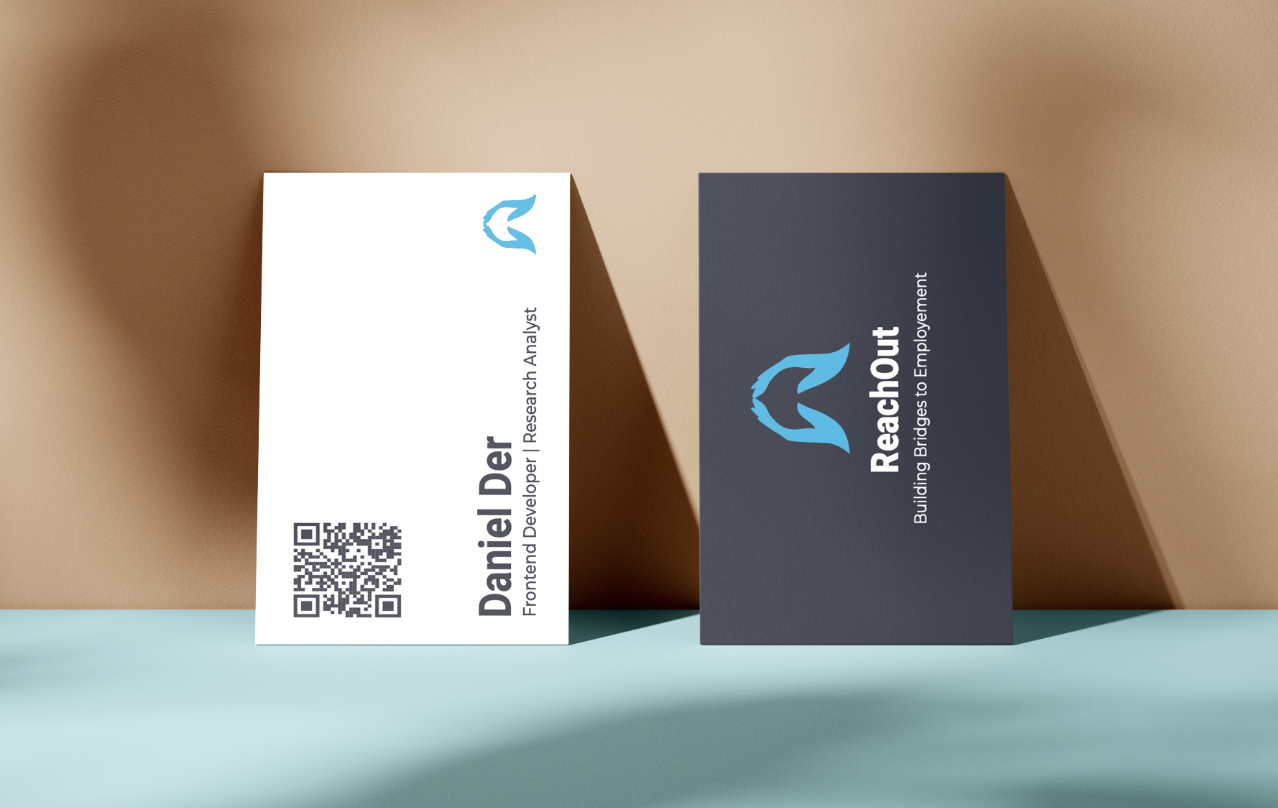 Daniel Der
Frontend Developer | Research Analyst
ReachOut
Building Bridges to Employement